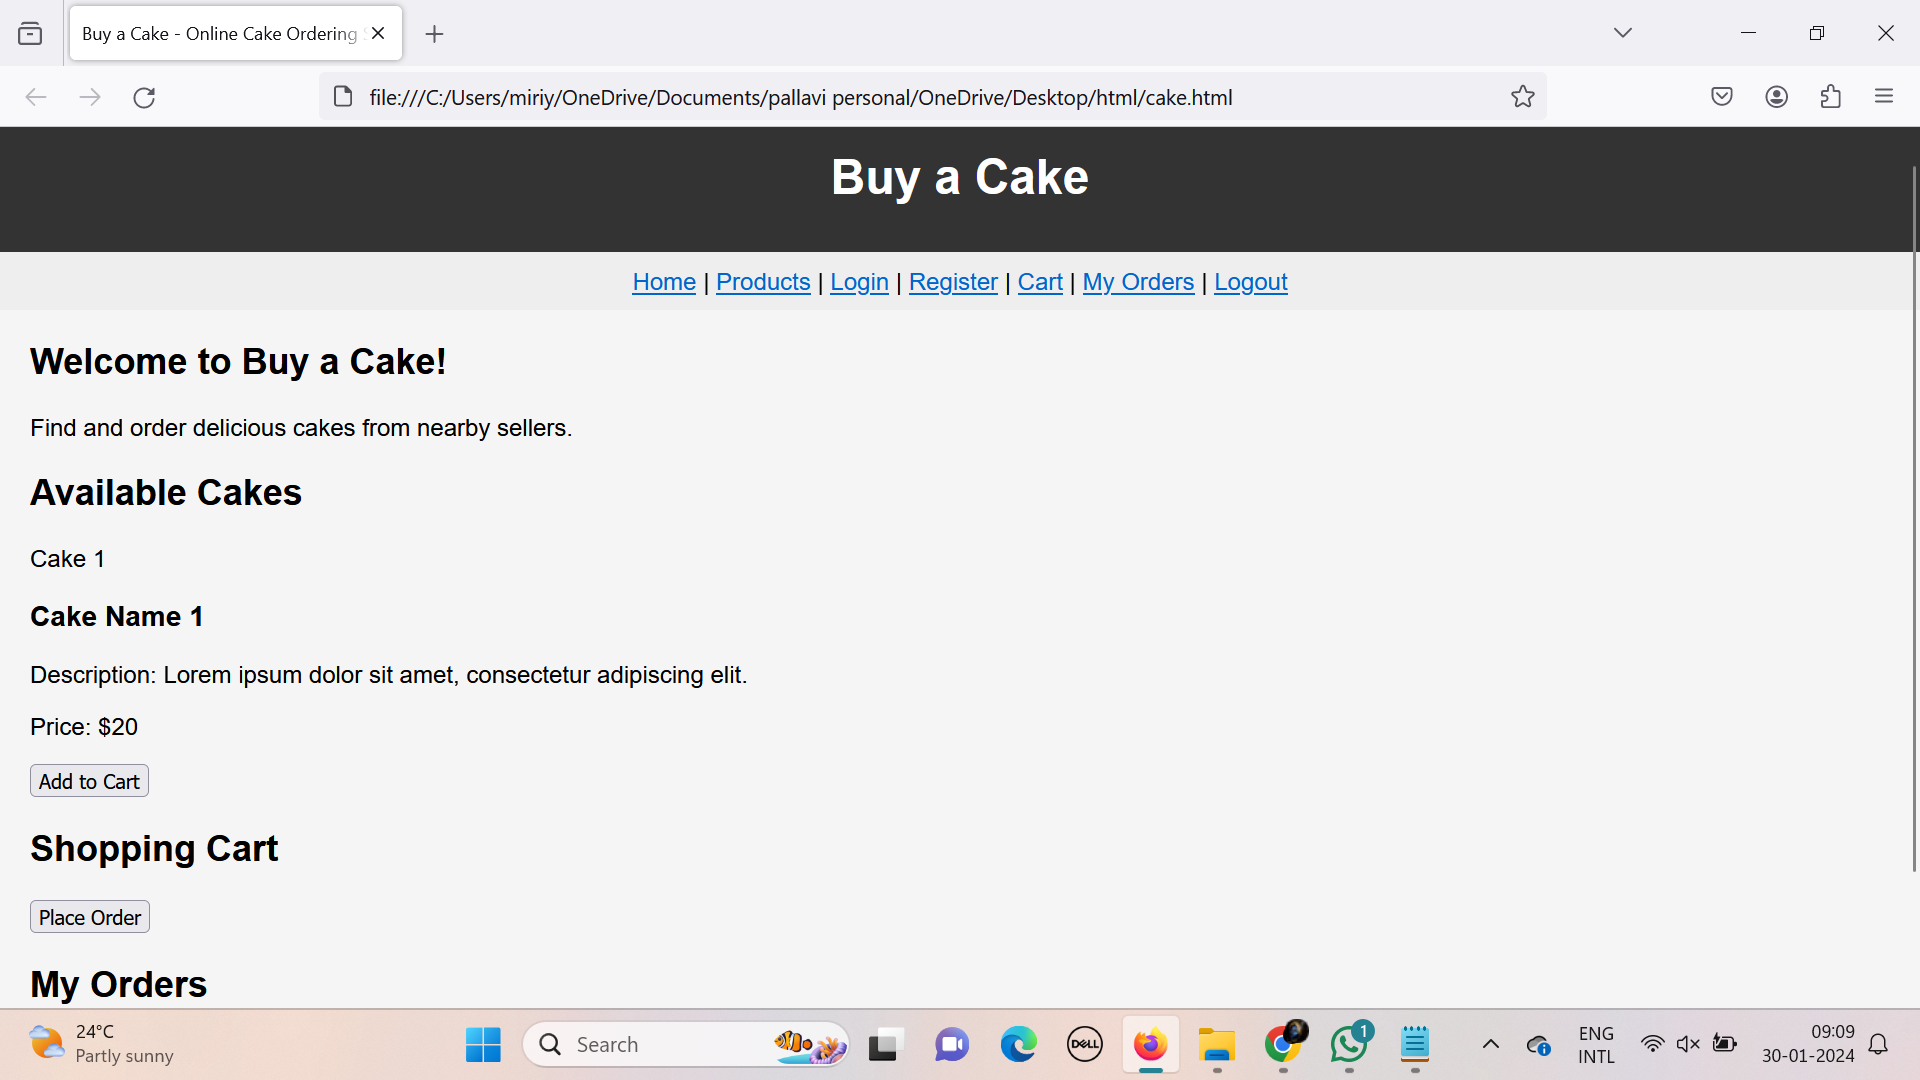 Buy a Cake - Online Cake Ordering
file:///C:/Users/miriy/OneDrive/Documents/pallavi personal/OneDrive/Desktop/html/cake.html
Buy a Cake
Home | Products | Login | Register | Cart | My Orders | Logout
Welcome to Buy a Cake!
Find and order delicious cakes from nearby sellers.
Available Cakes
Cake 1
Cake Name 1
Description: Lorem ipsum dolor sit amet, consectetur adipiscing elit.
Price: $20
Add to Cart
Shopping Cart
Place Order
My Orders
24°C
Partly sunny
Search
DELL
1
ENG
INTL
09:09
30-01-2024